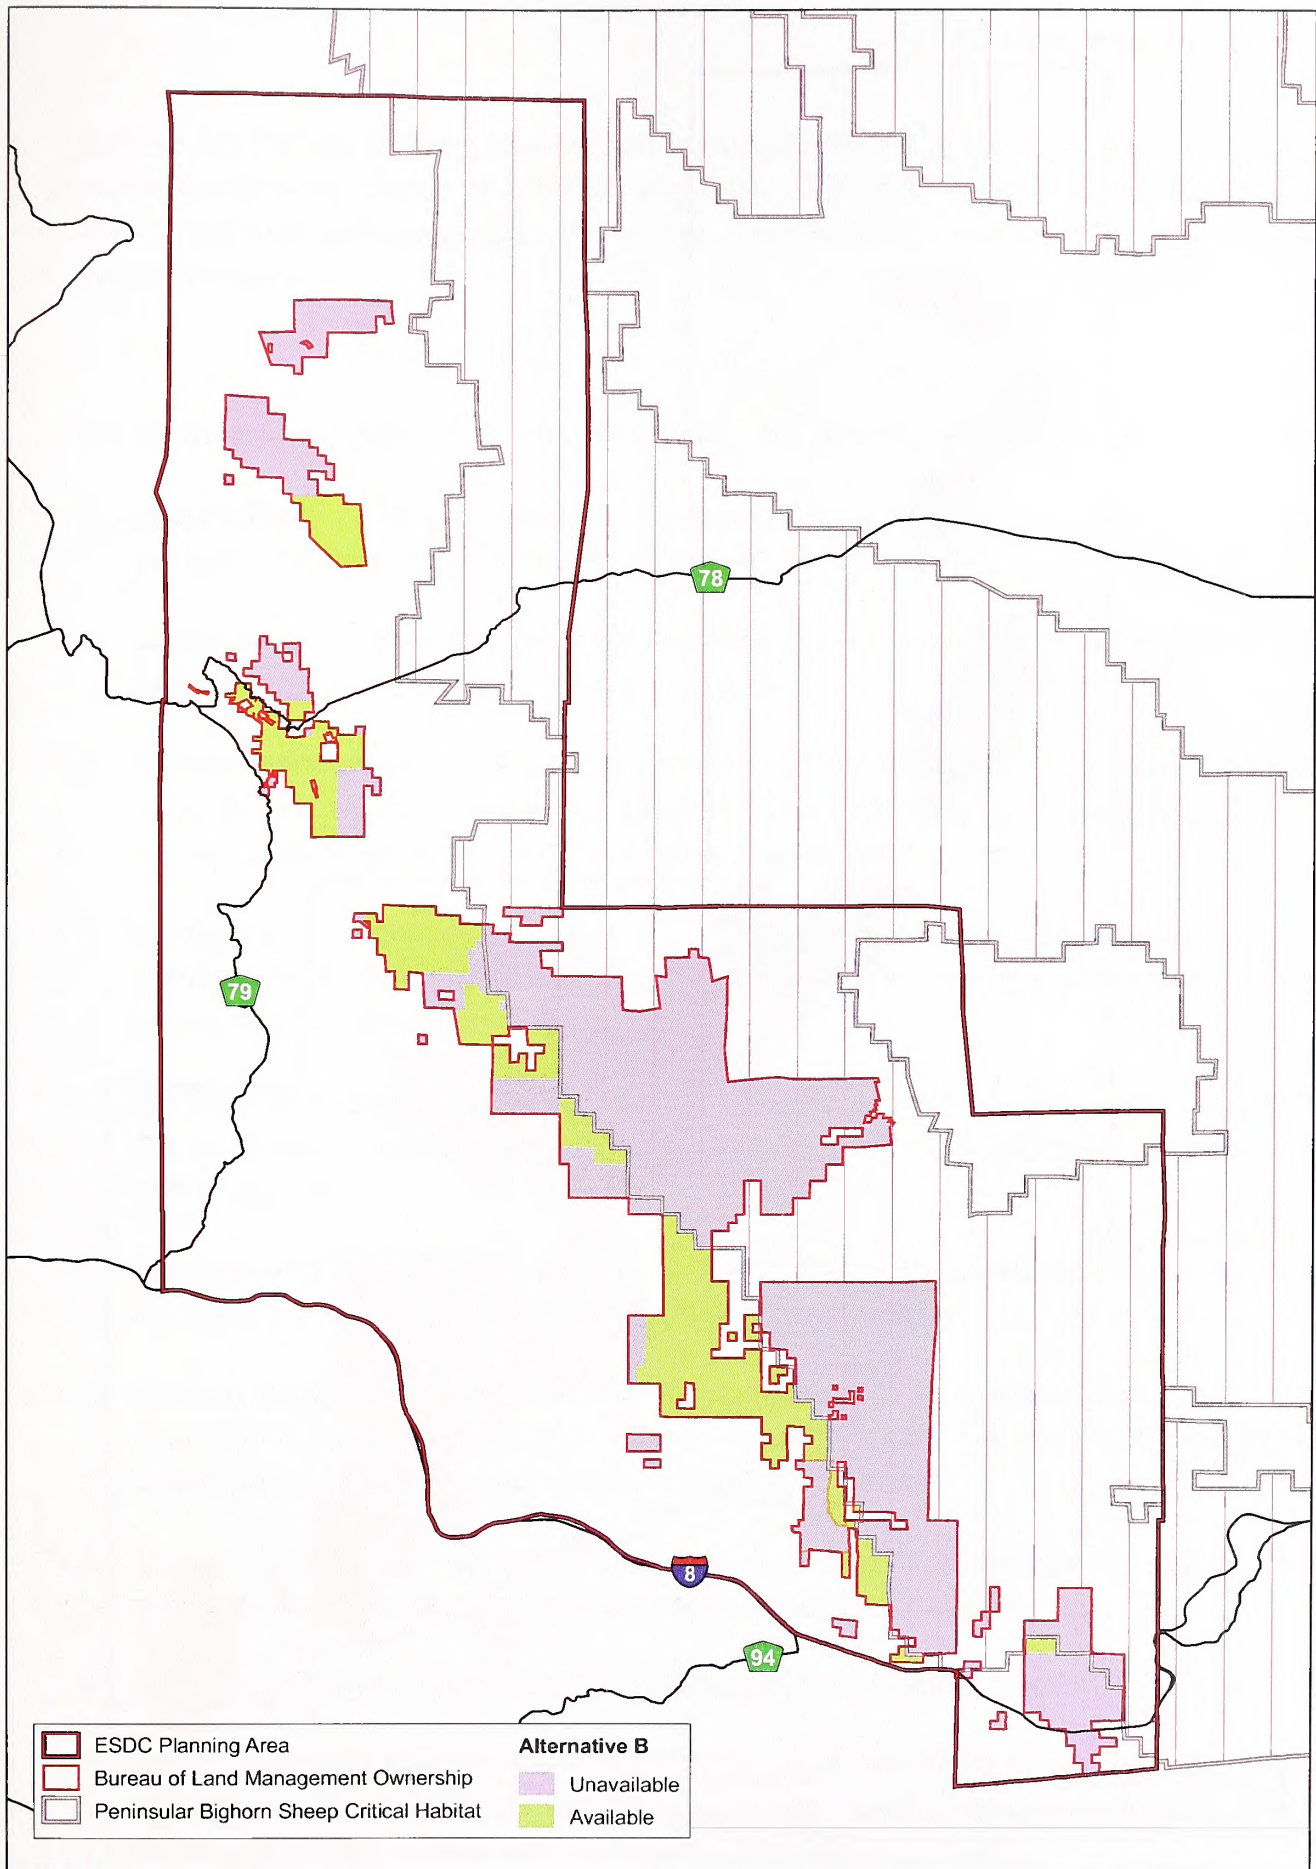 78
79
8
94
ESDC Planning Area
Bureau of Land Management Ownership
Peninsular Bighorn Sheep Critical Habitat
Alternative B
Unavailable
Available